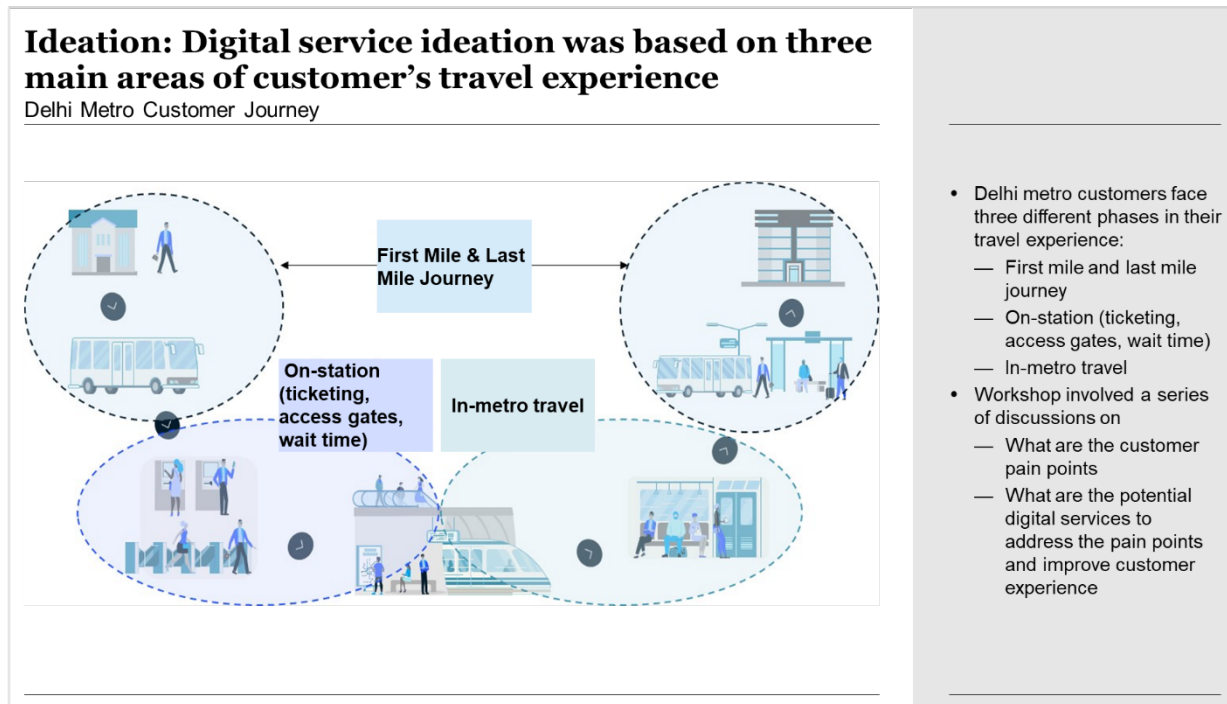 Ideation: Digital service ideation was based on three
main areas of customer’s travel experience
Delhi Metro Customer Journey
First Mile & Last
Mile Journey
On-station
(ticketing,
access gates,
wait time)
In-metro travel
• Delhi metro customers face
three different phases in their
travel experience:
— First mile and last mile
journey
— On-station (ticketing,
access gates, wait time)
— In-metro travel
• Workshop involved a series
of discussions on
— What are the customer
pain points
— What are the potential
digital services to
address the pain points
and improve customer
experience